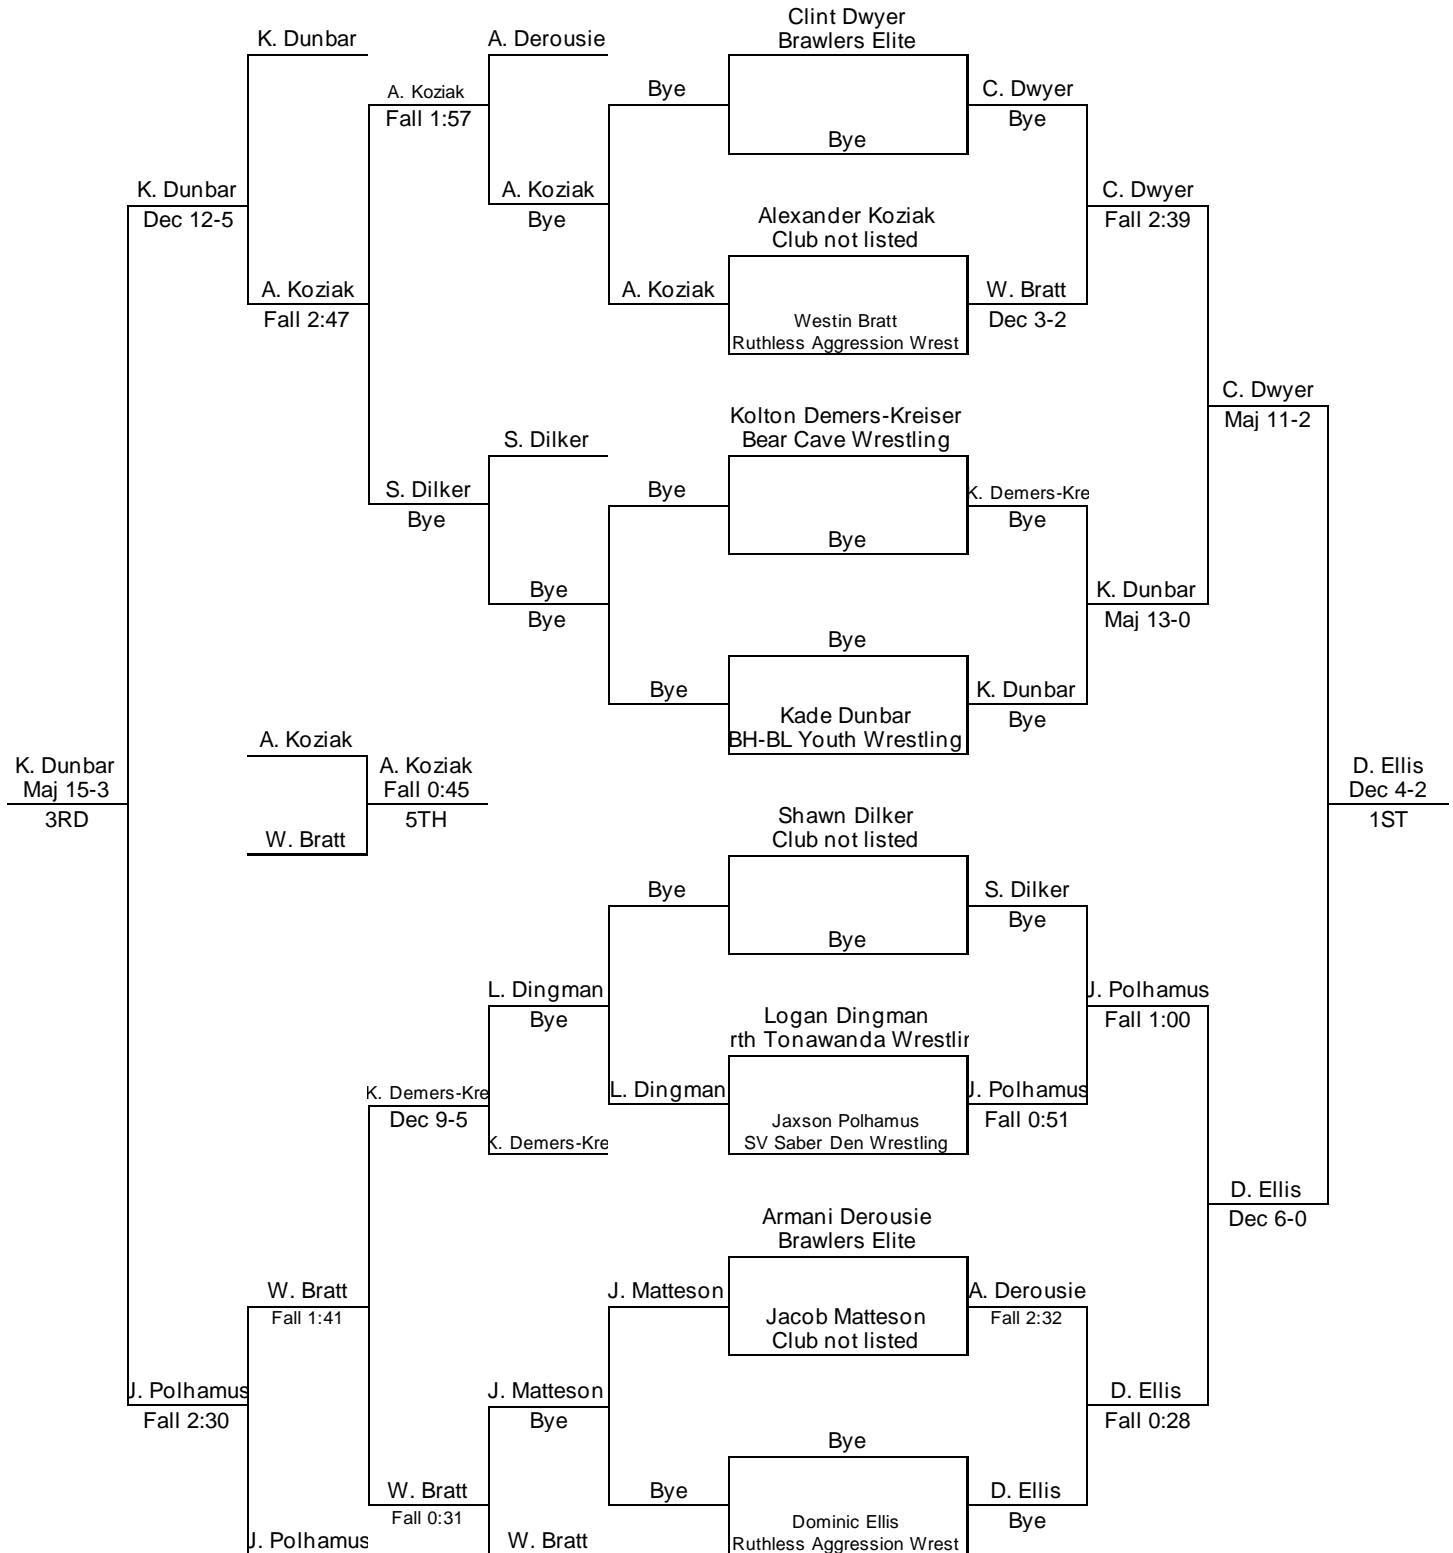 Clint Dwyer
Brawlers Elite
K. Dunbar
A. Derousie
Bye
C. Dwyer
A. Koziak
Fall 1:57
Bye
Bye
K. Dunbar
Dec 12-5
A. Koziak
Bye
C. Dwyer
Fall 2:39
Alexander Koziak
Club not listed
A. Koziak
Fall 2:47
A. Koziak
W. Bratt
Dec 3-2
Westin Bratt
Ruthless Aggression Wrest
C. Dwyer
Maj 11-2
Kolton Demers-Kreiser
Bear Cave Wrestling
S. Dilker
S. Dilker
Bye
Bye
K. Demers-Kre
Bye
Bye
Bye
Bye
K. Dunbar
Maj 13-0
Bye
Bye
K. Dunbar
Bye
Kade Dunbar
BH-BL Youth Wrestling
A. Koziak
K. Dunbar
Maj 15-3
3RD
A. Koziak
Fall 0:45
5TH
D. Ellis
Dec 4-2
1ST
W. Bratt
Shawn Dilker
Club not listed
Bye
S. Dilker
Bye
Bye
L. Dingman
Bye
J. Polhamus
Fall 1:00
Logan Dingman
rth Tonawanda Wrestlin
K. Demers-Kre
Dec 9-5
L. Dingman
J. Polhamus
Fall 0:51
Jaxson Polhamus
SV Saber Den Wrestling
K. Demers-Kre
D. Ellis
Dec 6-0
Armani Derousie
Brawlers Elite
W. Bratt
Fall 1:41
J. Matteson
A. Derousie
Fall 2:32
Jacob Matteson
Club not listed
J. Polhamus
Fall 2:30
J. Matteson
Bye
D. Ellis
Fall 0:28
Bye
W. Bratt
Fall 0:31
Bye
D. Ellis
Bye
Dominic Ellis
Ruthless Aggression Wrest
J. Polhamus
W. Bratt